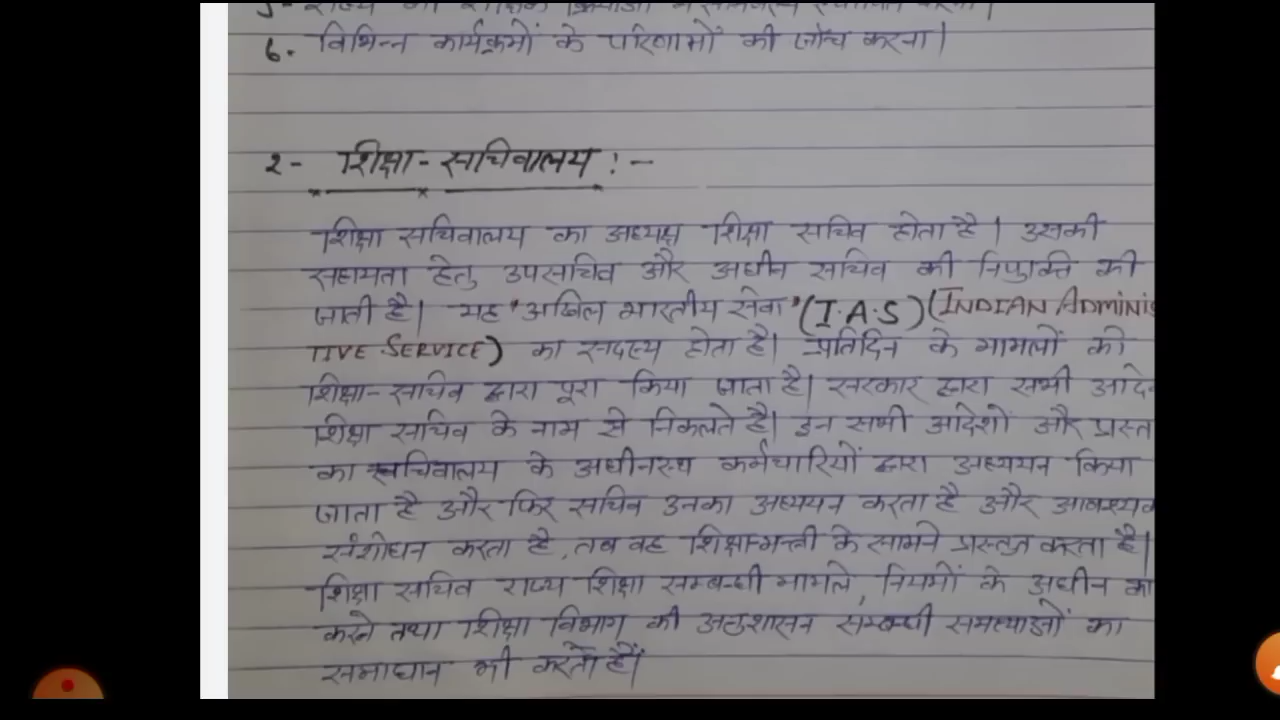 6. विभिन्न कार्यक्रमों के परिणामों की जाँच करना।
2- शिक्षा-सचिवालय :-
शिक्षा सचिवालय का अध्यक्ष शिक्षा सचिव होता है। उसकी
सहायता हेतु उपसचिव और अधीन सचिव की नियुक्ति की
जाती है। यह 'अखिल भारतीय सेवा' (I.A.S) (INDIAN ADMINIS
TIVE SERVICE) का सदस्य होता है। प्रतिदिन के मामलों को
शिक्षा-सचिव द्वारा पूरा किया जाता है। सरकार द्वारा सभी आदे
शिक्षा सचिव के नाम से निकलते है। इन सभी आदेशों और प्रस्त
का सचिवालय के अधीनस्थ कर्मचारियों द्वारा अध्ययन किया
जाता है और फिर सचिव उनका अध्ययन करता है और आवश्यक
संशोधन करता है, तब वह शिक्षा-मन्त्री के सामने प्रस्तुत करता है।
शिक्षा सचिव राज्य शिक्षा सम्बन्धी मामले, नियमों के अधीन का
करने तथा शिक्षा विभाग की अनुशासन सम्बन्धी समस्याओं का
समाधान भी करते हैं।